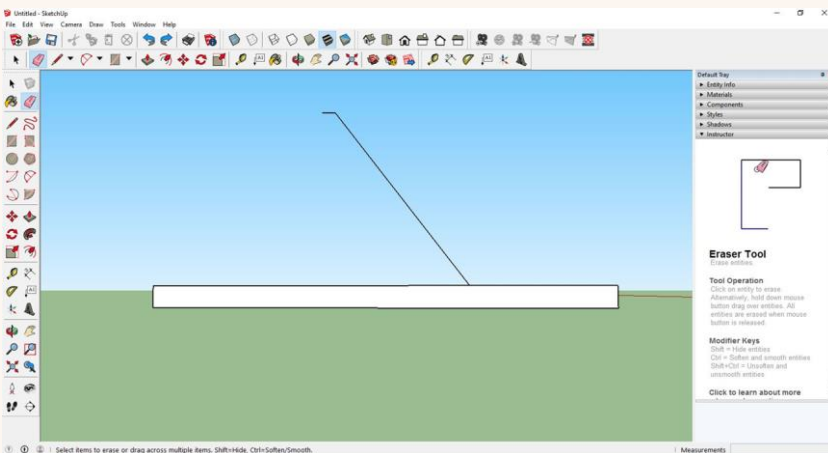 Untitled - SketchUp
File Edit View Camera Draw Tools Window Help
Default Tray
Entity Info
Materials
Components
Styles
Shadows
Instructor
Eraser Tool
Erase entities
Tool Operation
Click on entity to erase.
Alternatively, hold down mouse
button drag over entities. All
entities are erased when mouse
button is released
Modifier Keys
Shift = Hide entities
Ctrl = Soften and smooth entities
Shift+Ctrl = Unsoften and
unsmooth entities
Click to learn about more
Select items to erase or drag across multiple items. Shift=Hide, Ctrl=Soften/Smooth.
Measurements